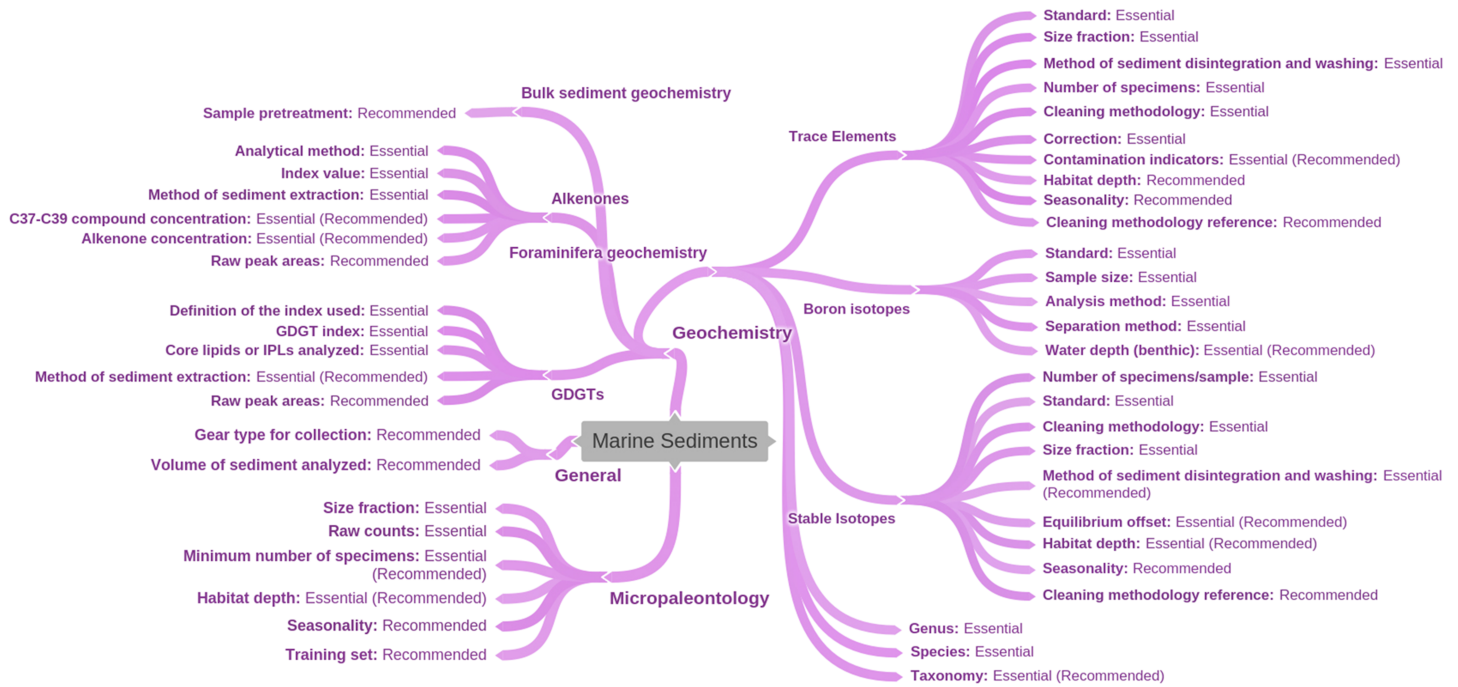 Bulk sediment geochemistry
Sample pretreatment: Recommended
Alkenones
Analytical method: Essential
Index value: Essential
Method of sediment extraction: Essential
C37-C39 compound concentration: Essential (Recommended)
Alkenone concentration: Essential (Recommended)
Raw peak areas: Recommended
Foraminifera geochemistry
Geochemistry
Definition of the index used: Essential
GDGT index: Essential
Core lipids or IPLs analyzed: Essential
Method of sediment extraction: Essential (Recommended)
Raw peak areas: Recommended
GDGTs
Marine Sediments
Gear type for collection: Recommended
Volume of sediment analyzed: Recommended
General
Size fraction: Essential
Raw counts: Essential
Minimum number of specimens: Essential
(Recommended)
Habitat depth: Essential (Recommended)
Seasonality: Recommended
Training set: Recommended
Micropaleontology
Trace Elements
Standard: Essential
Size fraction: Essential
Method of sediment disintegration and washing: Essential
Number of specimens: Essential
Cleaning methodology: Essential
Correction: Essential
Contamination indicators: Essential (Recommended)
Habitat depth: Recommended
Seasonality: Recommended
Cleaning methodology reference: Recommended
Boron isotopes
Standard: Essential
Sample size: Essential
Analysis method: Essential
Separation method: Essential
Water depth (benthic): Essential (Recommended)
Stable Isotopes
Number of specimens/sample: Essential
Standard: Essential
Cleaning methodology: Essential
Size fraction: Essential
Method of sediment disintegration and washing: Essential
(Recommended)
Equilibrium offset: Essential (Recommended)
Habitat depth: Essential (Recommended)
Seasonality: Recommended
Cleaning methodology reference: Recommended
Genus: Essential
Species: Essential
Taxonomy: Essential (Recommended)